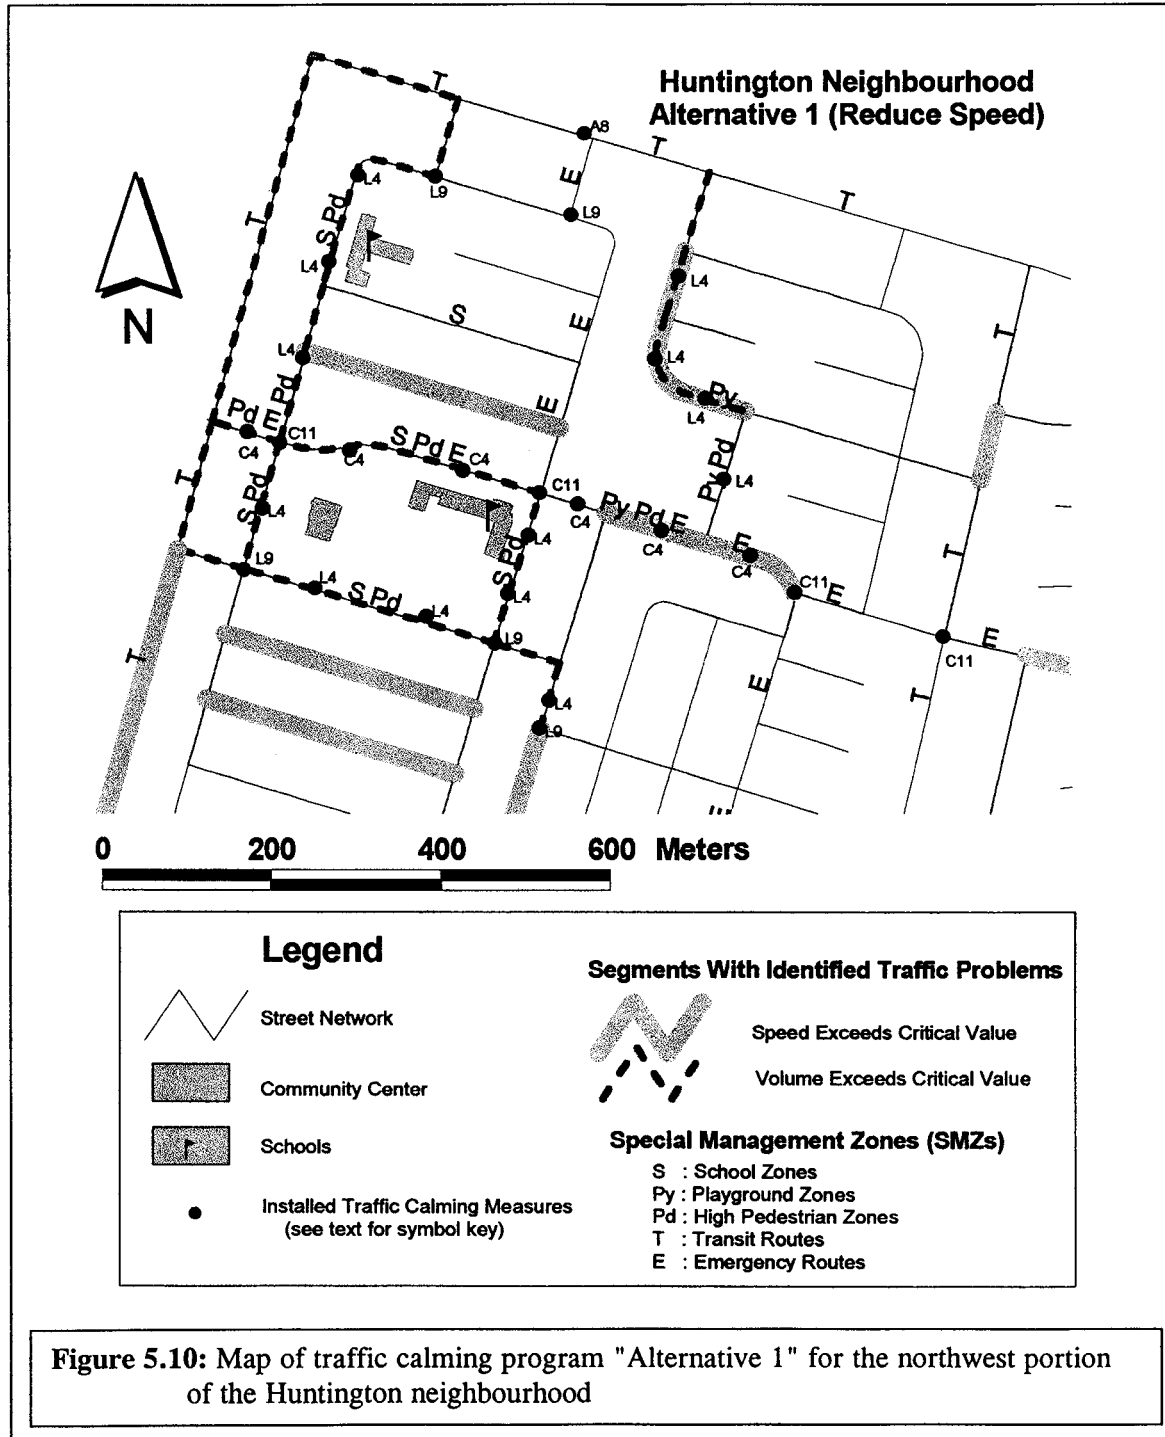 Huntington Neighbourhood
Alternative 1 (Reduce Speed)
T
A8
T
T
E
L4
L9
L9
S Pd
T
L4
L4
S
E
T
L4
L4
Pd
E
Py
L4
Pd E
C11
C4
C4
S Pd E
C4
C11
C4
Py Pd
L4
T
S Pd
L4
Py Pd E
C4
E
C4
L4
S Pd
T
L9
L4
S Pd
L4
L4
L9
C11
E
C11
E
T
E
T
L4
L9
E
N
0 200 400 600 Meters
Legend
Street Network
Community Center
Schools
Installed Traffic Calming Measures
(see text for symbol key)
Segments With Identified Traffic Problems
Speed Exceeds Critical Value
Volume Exceeds Critical Value
Special Management Zones (SMZs)
S : School Zones
Py : Playground Zones
Pd : High Pedestrian Zones
T : Transit Routes
E : Emergency Routes
Figure 5.10: Map of traffic calming program "Alternative 1" for the northwest portion
of the Huntington neighbourhood